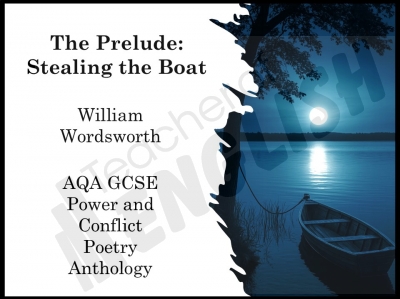 The Prelude:
Stealing the Boat
William
Wordsworth
AQA GCSE
Power and
Conflict
Poetry
Anthology